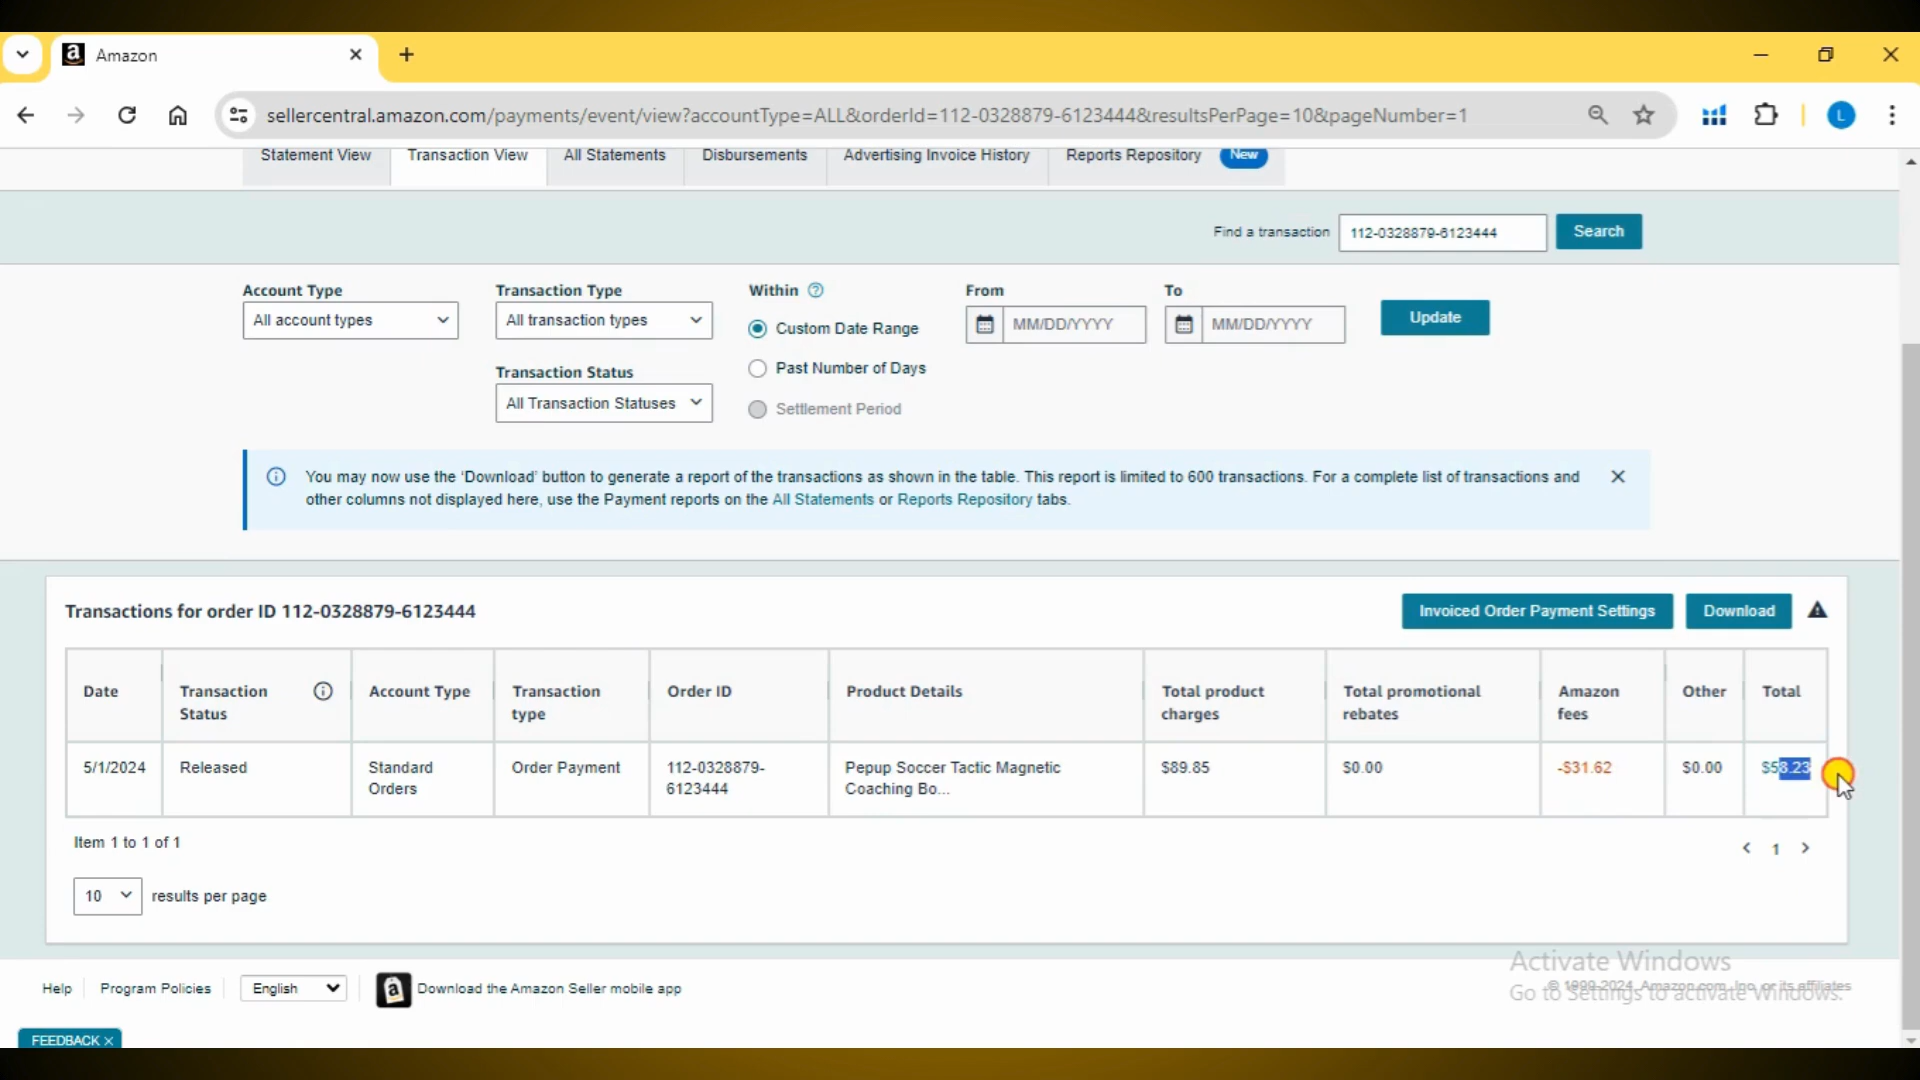 Amazon
sellercentral.amazon.com/payments/event/view?accountType=ALL&orderId=112-0328879-6123444&resultsPerPage=10&pageNumber=1
L
Statement View Transaction View All Statements Disbursements Advertising Invoice History Reports Repository New
Find a transaction 112-0328879-6123444 Search
Account Type Transaction Type Within From To
All account types All transaction types Custom Date Range MM/DD/YYYY MM/DD/YYYY Update
Past Number of Days
Transaction Status
All Transaction Statuses Settlement Period
You may now use the 'Download' button to generate a report of the transactions as shown in the table. This report is limited to 600 transactions. For a complete list of transactions and
other columns not displayed here, use the Payment reports on the All Statements or Reports Repository tabs.
Transactions for order ID 112-0328879-6123444 Invoiced Order Payment Settings Download
Date Transaction Status Account Type Transaction type Order ID Product Details Total product charges Total promotional rebates Amazon fees Other Total
5/1/2024 Released Standard Orders Order Payment 112-0328879-6123444 Pepup Soccer Tactic Magnetic Coaching Bo... $89.85 $0.00 -$31.62 $0.00 $58.23
Item 1 to 1 of 1
1
10 results per page
Activate Windows
Help Program Policies English Download the Amazon Seller mobile app
© 1999-2024, Amazon.com, Inc. or its affiliates
Go to Settings to activate Windows.
FEEDBACK